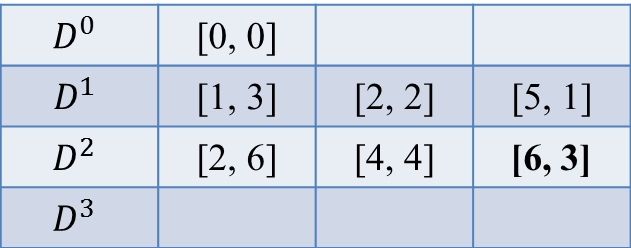 D⁰ [0, 0]
D¹ [1, 3] [2, 2] [5, 1]
D² [2, 6] [4, 4] [6, 3]
D³